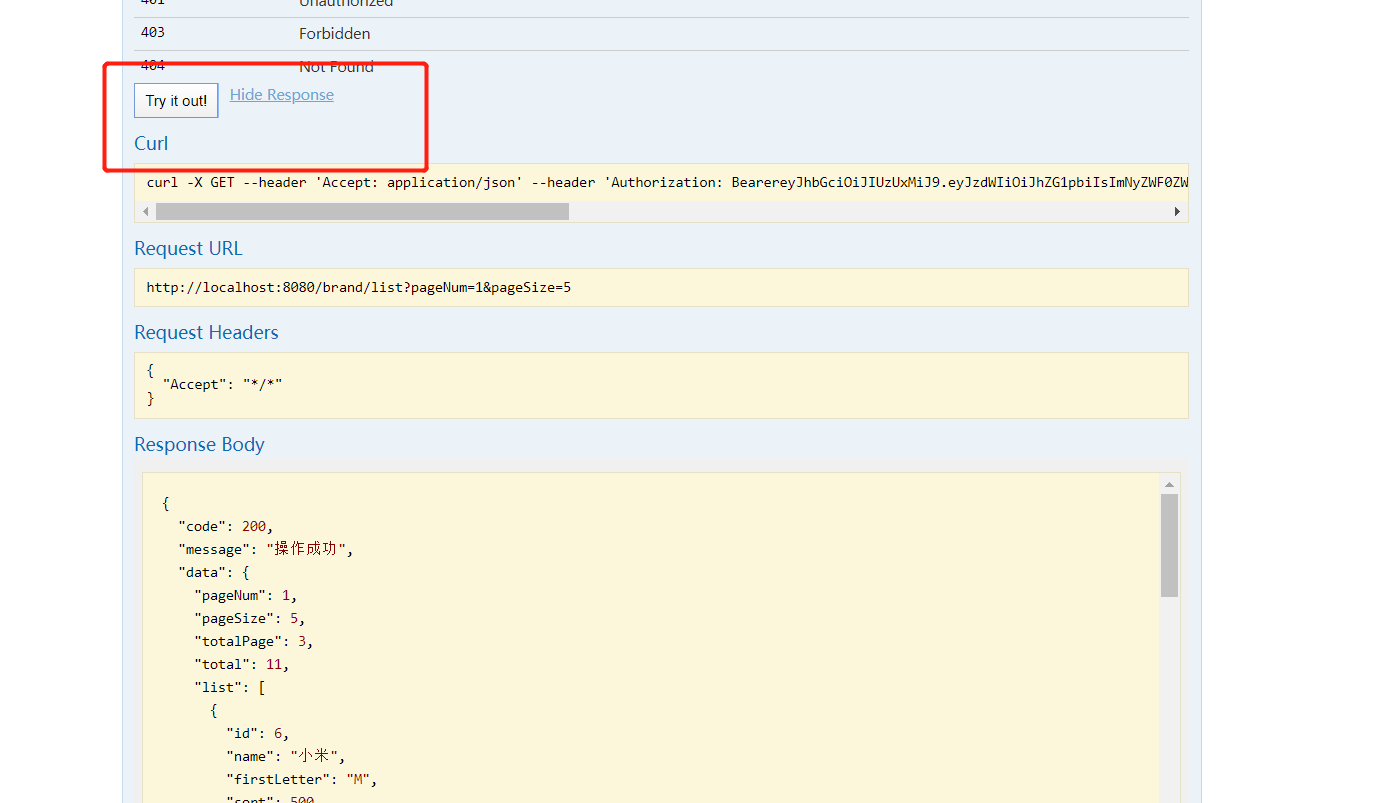 401 Unauthorized
403 Forbidden
404 Not Found
Try it out! Hide Response
Curl
curl -X GET --header 'Accept: application/json' --header 'Authorization: BearereyJhbGciOiJIUzUxMiJ9.eyJzdWIiOiJhZG1pbiIsImNyZWF0ZW
Request URL
http://localhost:8080/brand/list?pageNum=1&pageSize=5
Request Headers
{
"Accept": "*/*"
}
Response Body
{
"code": 200,
"message": "操作成功",
"data": {
"pageNum": 1,
"pageSize": 5,
"totalPage": 3,
"total": 11,
"list": [
{
"id": 6,
"name": "小米",
"firstLetter": "M",
"sort": 500